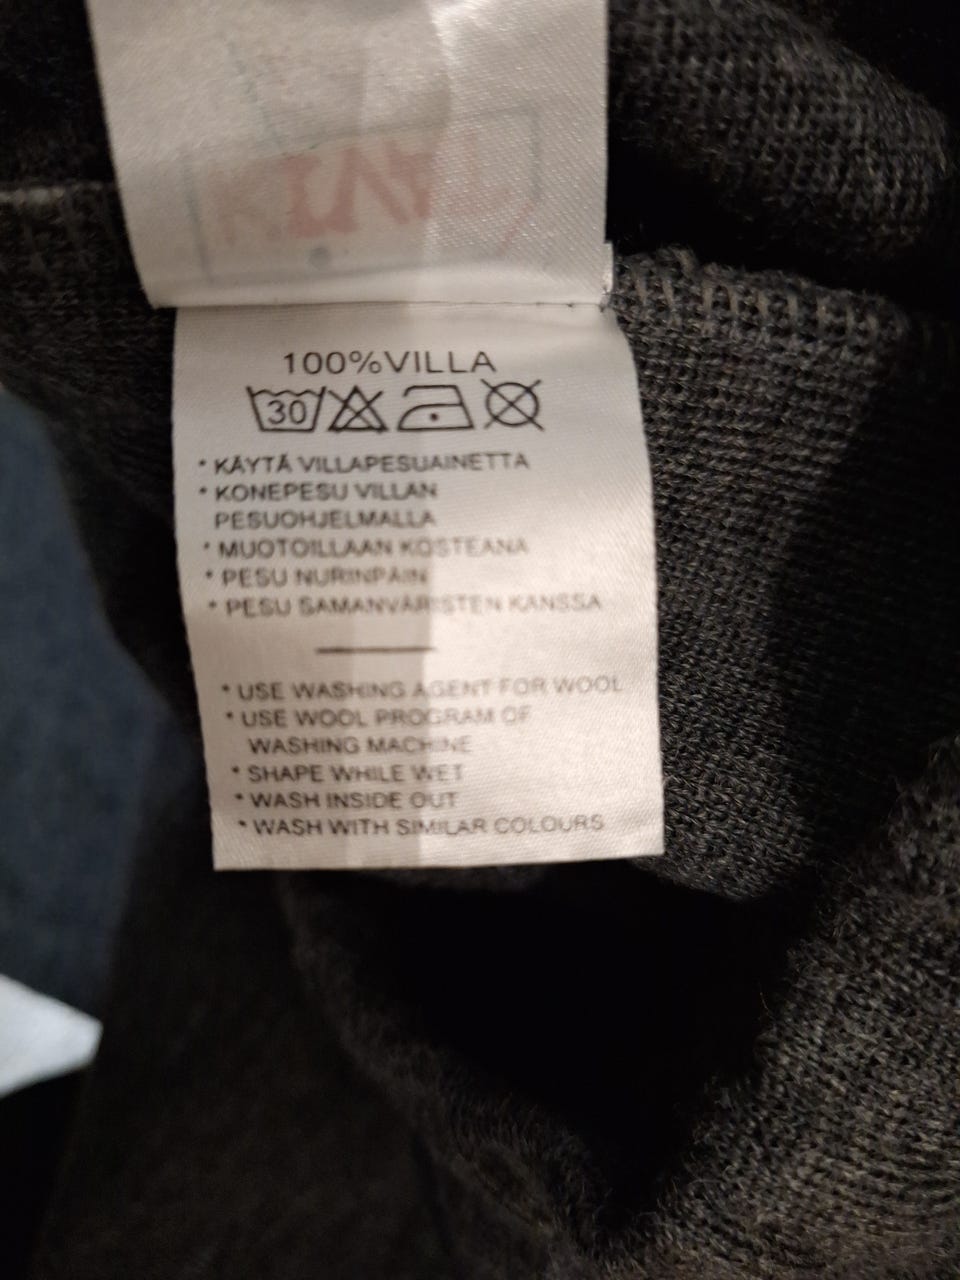 100%VILLA
30
* KÄYTÄ VILLAPESUAINETTA
* KONEPESU VILLAN
PESUOHJELMALLA
* MUOTOILLAAN KOSTEANA
* PESU NURINPÄIN
* PESU SAMANVÄRISTEN KANSSA
* USE WASHING AGENT FOR WOOL
* USE WOOL PROGRAM OF
WASHING MACHINE
* SHAPE WHILE WET
* WASH INSIDE OUT
* WASH WITH SIMILAR COLOURS